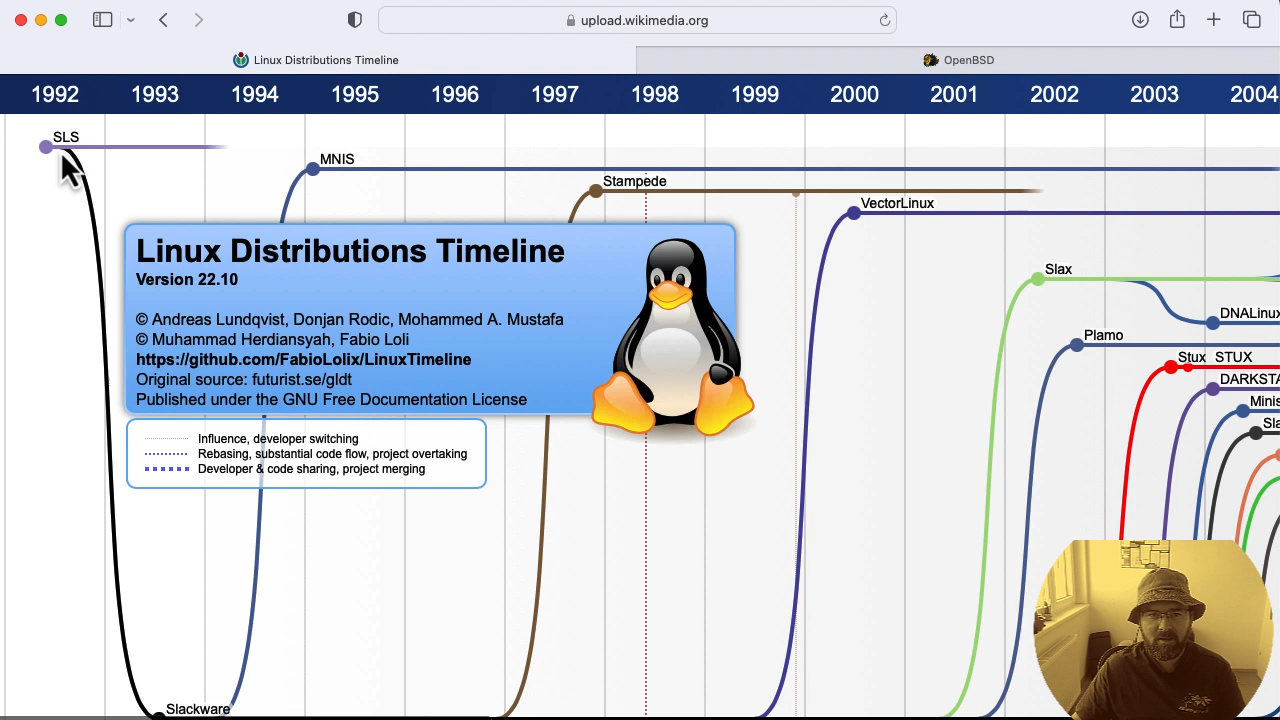 upload.wikimedia.org
Linux Distributions Timeline
OpenBSD
1992 1993 1994 1995 1996 1997 1998 1999 2000 2001 2002 2003 2004
SLS
MNIS
Stampede
VectorLinux
Linux Distributions Timeline
Version 22.10
© Andreas Lundqvist, Donjan Rodic, Mohammed A. Mustafa
© Muhammad Herdiansyah, Fabio Loli
https://github.com/FabioLolix/LinuxTimeline
Original source: futurist.se/gldt
Published under the GNU Free Documentation License
Influence, developer switching
Rebasing, substantial code flow, project overtaking
Developer & code sharing, project merging
Slax
DNALinux
Plamo
Stux STUX
DARKSTA
Minis
Sla
Slackware